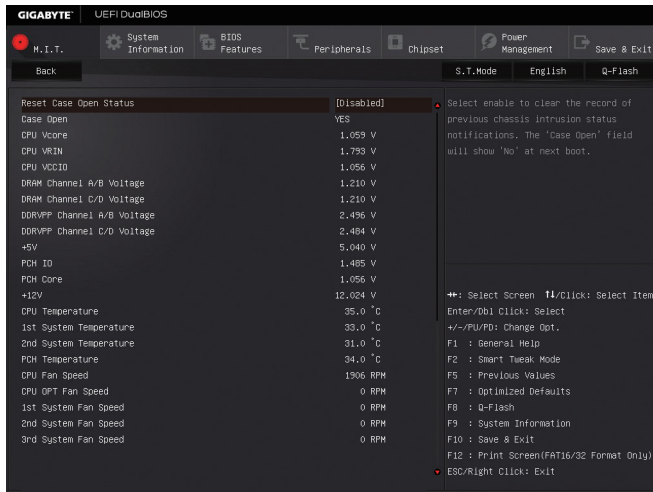 GIGABYTE™ UEFI DualBIOS
M.I.T. System Information BIOS Features Peripherals Chipset Power Management Save & Exit
Back S.T.Mode English Q-Flash
Reset Case Open Status [Disabled]
Case Open YES
CPU Vcore 1.059 V
CPU VRIN 1.793 V
CPU VCCIO 1.056 V
DRAM Channel A/B Voltage 1.210 V
DRAM Channel C/D Voltage 1.210 V
DDRVPP Channel A/B Voltage 2.496 V
DDRVPP Channel C/D Voltage 2.484 V
+5V 5.040 V
PCH IO 1.485 V
PCH Core 1.056 V
+12V 12.024 V
CPU Temperature 35.0 °C
1st System Temperature 33.0 °C
2nd System Temperature 31.0 °C
PCH Temperature 34.0 °C
CPU Fan Speed 1906 RPM
CPU OPT Fan Speed 0 RPM
1st System Fan Speed 0 RPM
2nd System Fan Speed 0 RPM
3rd System Fan Speed 0 RPM
Select enable to clear the record of
previous chassis intrusion status
notifications. The 'Case Open' field
will show 'No' at next boot.
→←: Select Screen ↑↓/Click: Select Item
Enter/Dbl Click: Select
+/-/PU/PD: Change Opt.
F1 : General Help
F2 : Smart Tweak Mode
F5 : Previous Values
F7 : Optimized Defaults
F8 : Q-Flash
F9 : System Information
F10 : Save & Exit
F12 : Print Screen(FAT16/32 Format Only)
ESC/Right Click: Exit